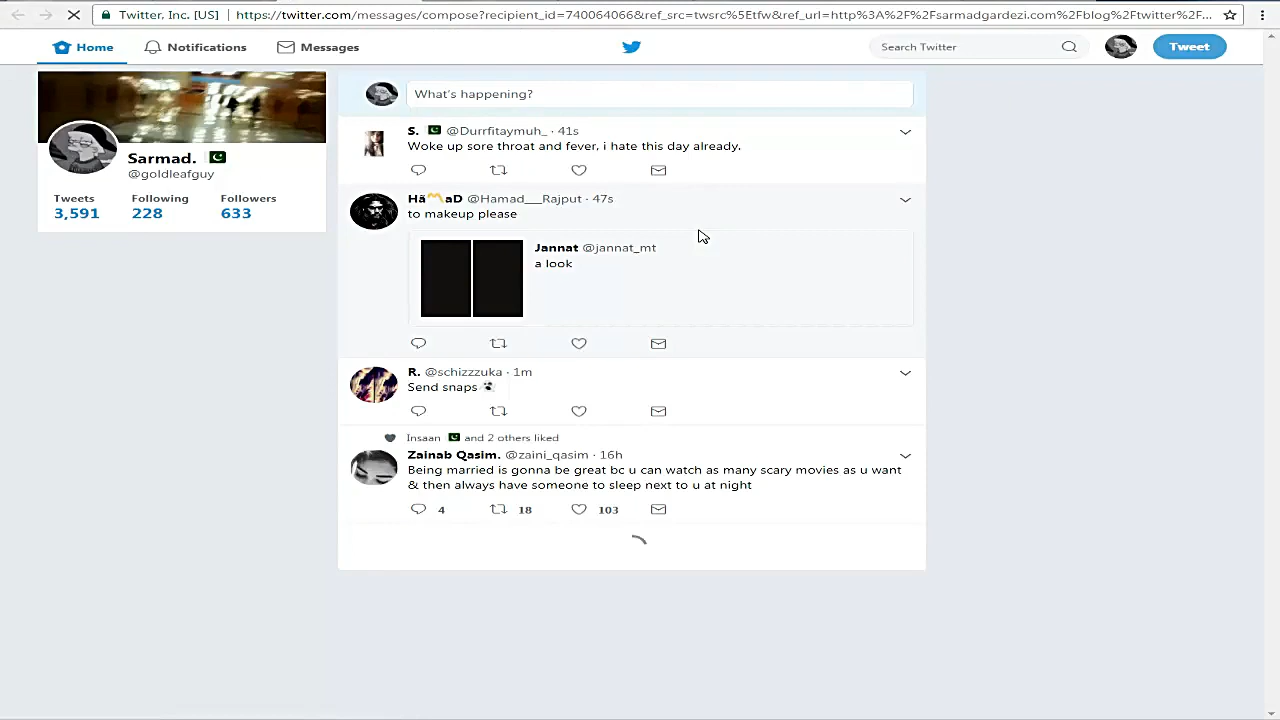 Twitter, Inc. [US] | https://twitter.com/messages/compose?recipient_id=740064066&ref_src=twsrc%5Etfw&ref_url=http%3A%2F%2Fsarmadgardezi.com%2Fblog%2Ftwitter%2F...
Home Notifications Messages Search Twitter Tweet
What's happening?
Sarmad.
@goldleafguy
Tweets Following Followers
3,591 228 633
S. @Durrfitaymuh_ · 41s
Woke up sore throat and fever, i hate this day already.
Hã〽️aD @Hamad___Rajput · 47s
to makeup please
Jannat @jannat_mt
a look
R. @schizzzuka · 1m
Send snaps
Insaan and 2 others liked
Zainab Qasim. @zaini_qasim · 16h
Being married is gonna be great bc u can watch as many scary movies as u want
& then always have someone to sleep next to u at night
4 18 103